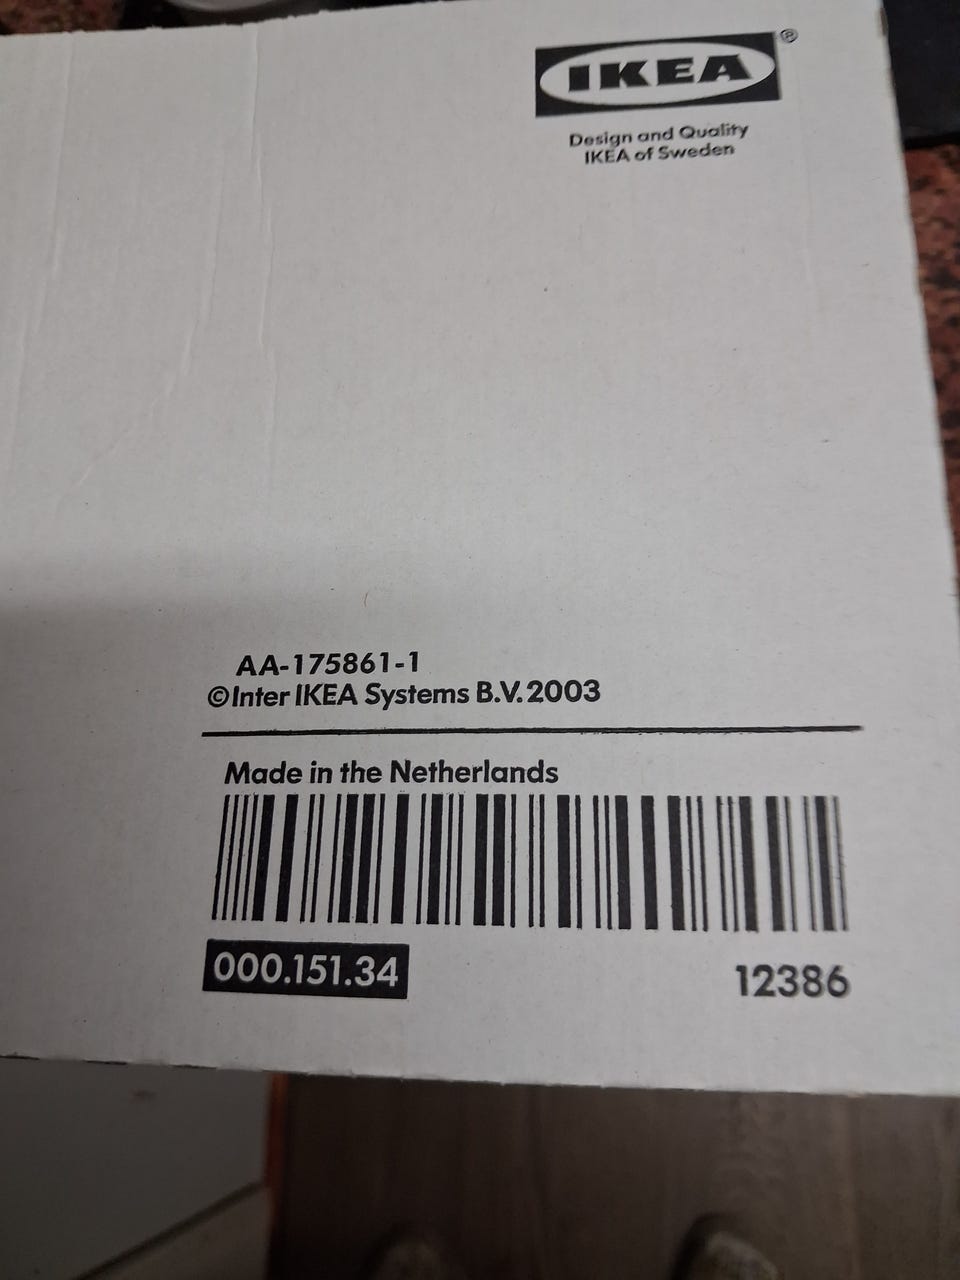 IKEA®
Design and Quality
IKEA of Sweden
AA-175861-1
©Inter IKEA Systems B.V. 2003
Made in the Netherlands
000.151.34
12386